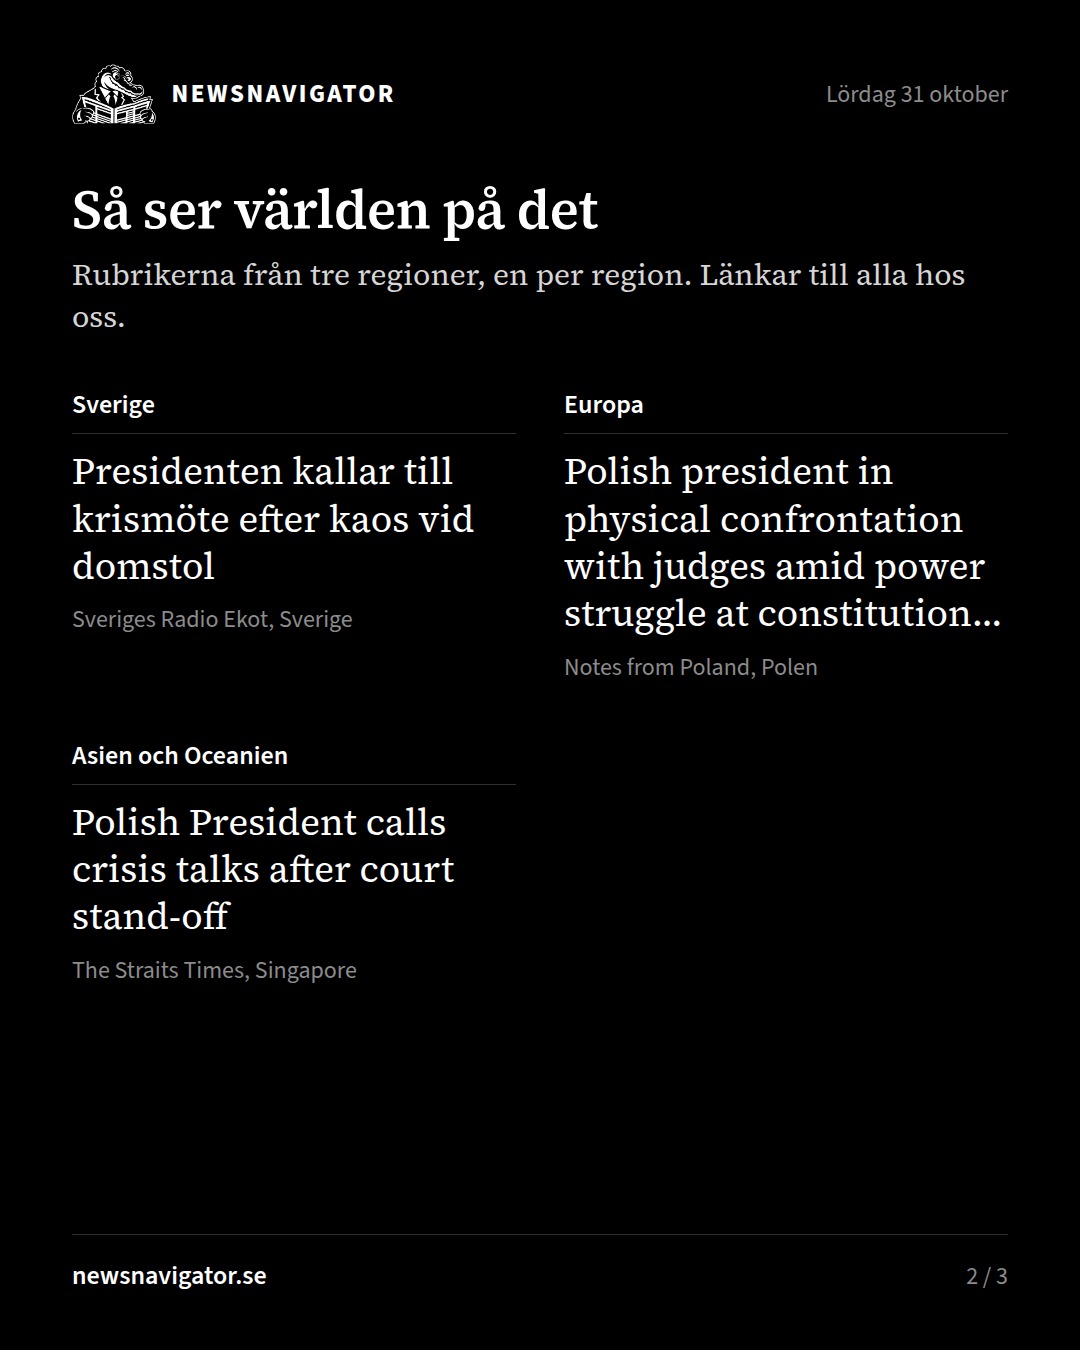 NEWSNAVIGATOR
Lördag 31 oktober
Så ser världen på det
Rubrikerna från tre regioner, en per region. Länkar till alla hos
oss.
Sverige
Presidenten kallar till
krismöte efter kaos vid
domstol
Sveriges Radio Ekot, Sverige
Europa
Polish president in
physical confrontation
with judges amid power
struggle at constitution...
Notes from Poland, Polen
Asien och Oceanien
Polish President calls
crisis talks after court
stand-off
The Straits Times, Singapore
newsnavigator.se
2 / 3